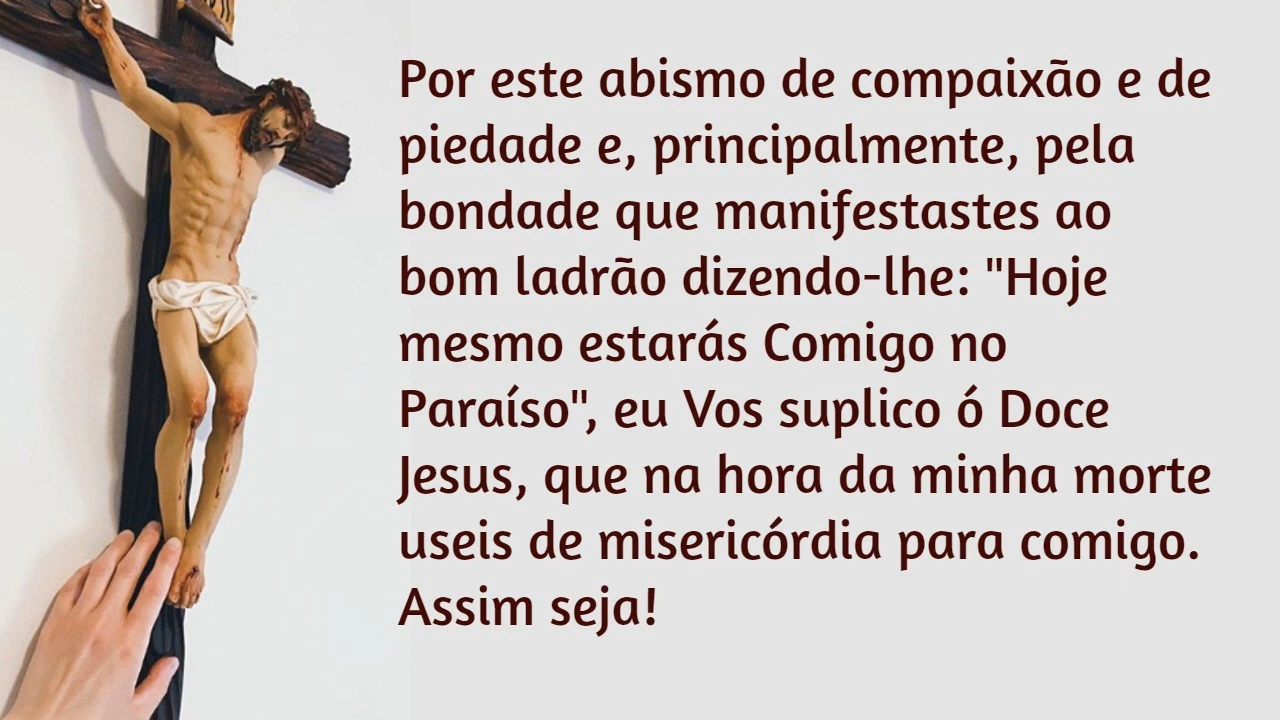 Por este abismo de compaixão e de
piedade e, principalmente, pela
bondade que manifestastes ao
bom ladrão dizendo-lhe: "Hoje
mesmo estarás Comigo no
Paraíso", eu Vos suplico ó Doce
Jesus, que na hora da minha morte
useis de misericórdia para comigo.
Assim seja!